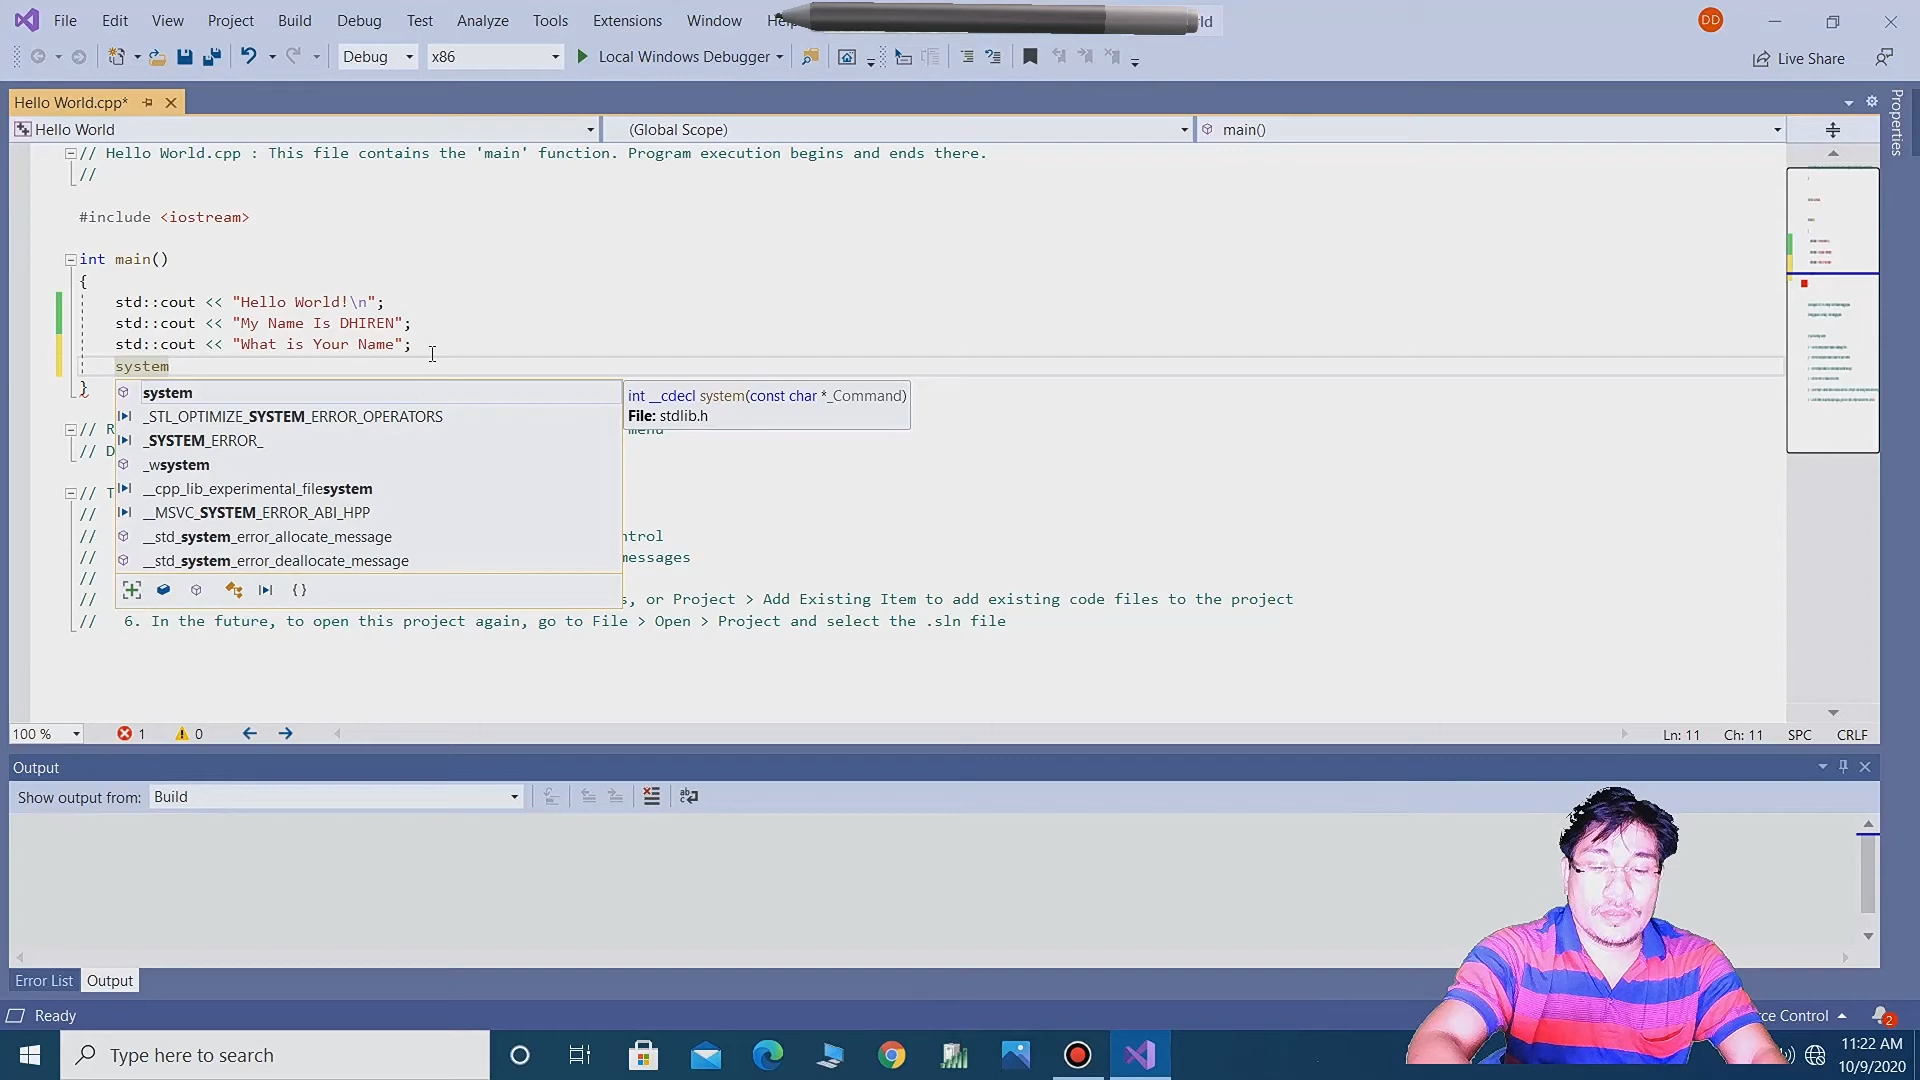 File Edit View Project Build Debug Test Analyze Tools Extensions Window DD
Debug x86 Local Windows Debugger Live Share
Hello World.cpp*
Properties
Hello World (Global Scope) main()
// Hello World.cpp : This file contains the 'main' function. Program execution begins and ends there.
//
#include <iostream>
int main()
{
std::cout << "Hello World!\n";
std::cout << "My Name Is DHIREN";
std::cout << "What is Your Name";
system
}
system
int __cdecl system(const char *_Command)
_STL_OPTIMIZE_SYSTEM_ERROR_OPERATORS
File: stdlib.h
// R
menu
_SYSTEM_ERROR_
// D
_wsystem
__cpp_lib_experimental_filesystem
// T
__MSVC_SYSTEM_ERROR_ABI_HPP
//
__std_system_error_allocate_message
//
ntrol
__std_system_error_deallocate_message
//
messages
//
{ }
// s, or Project > Add Existing Item to add existing code files to the project
// 6. In the future, to open this project again, go to File > Open > Project and select the .sln file
100 % 1 0 Ln: 11 Ch: 11 SPC CRLF
Output
Show output from: Build
Error List Output
Ready
rce Control 2
Type here to search
11:22 AM
10/9/2020